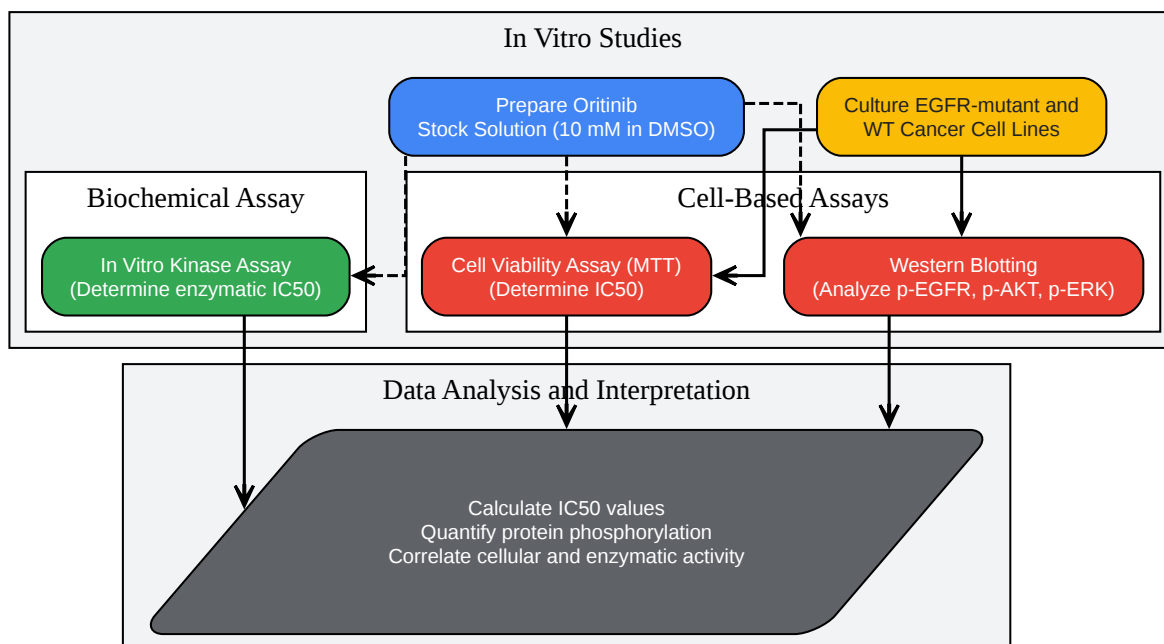 In Vitro Studies
Prepare Oritinib
Stock Solution (10 mM in DMSO)
Culture EGFR-mutant and
WT Cancer Cell Lines
Biochemical Assay
Cell-Based Assays
In Vitro Kinase Assay
(Determine enzymatic IC50)
Cell Viability Assay (MTT)
(Determine IC50)
Western Blotting
(Analyze p-EGFR, p-AKT, p-ERK)
Data Analysis and Interpretation
Calculate IC50 values
Quantify protein phosphorylation
Correlate cellular and enzymatic activity